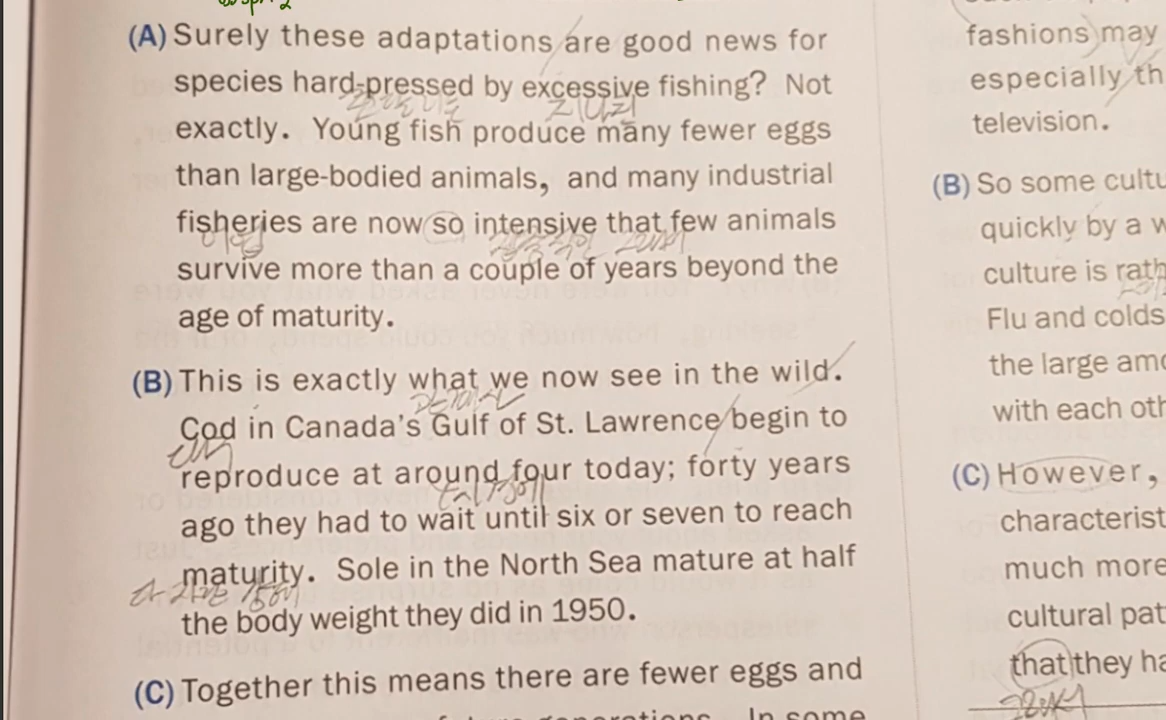 (A) Surely these adaptations are good news for
species hard-pressed by excessive fishing? Not
exactly. Young fish produce many fewer eggs
than large-bodied animals, and many industrial
fisheries are now so intensive that few animals
survive more than a couple of years beyond the
age of maturity.
(B) This is exactly what we now see in the wild.
Cod in Canada's Gulf of St. Lawrence begin to
reproduce at around four today; forty years
ago they had to wait until six or seven to reach
maturity. Sole in the North Sea mature at half
the body weight they did in 1950.
(C) Together this means there are fewer eggs and
In some
fashions may
especially th
television.
(B) So some cultu
quickly by a w
culture is rath
Flu and colds
the large amo
with each oth
(C) However,
characterist
much more
cultural pat
that they ha